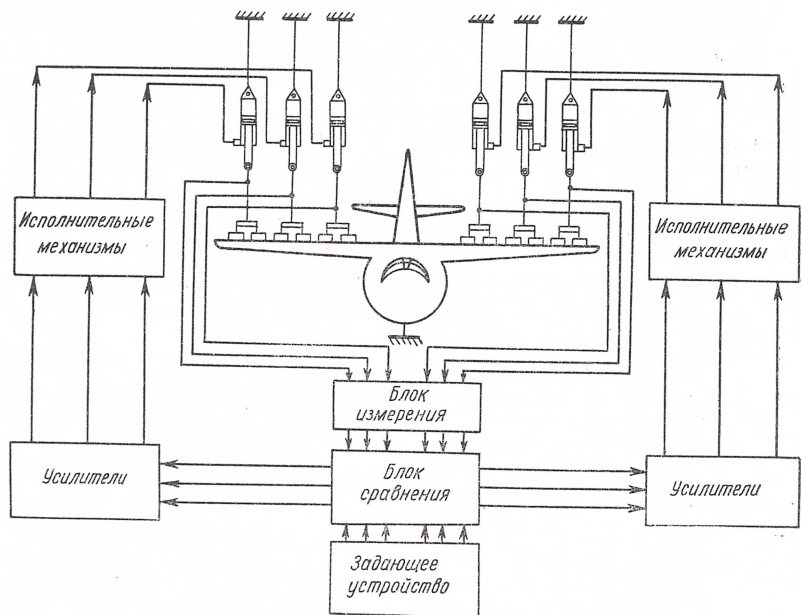 Исполнительные
механизмы
Исполнительные
механизмы
Блок
измерения
Усилители
Блок
сравнения
Усилители
Задающее
устройство